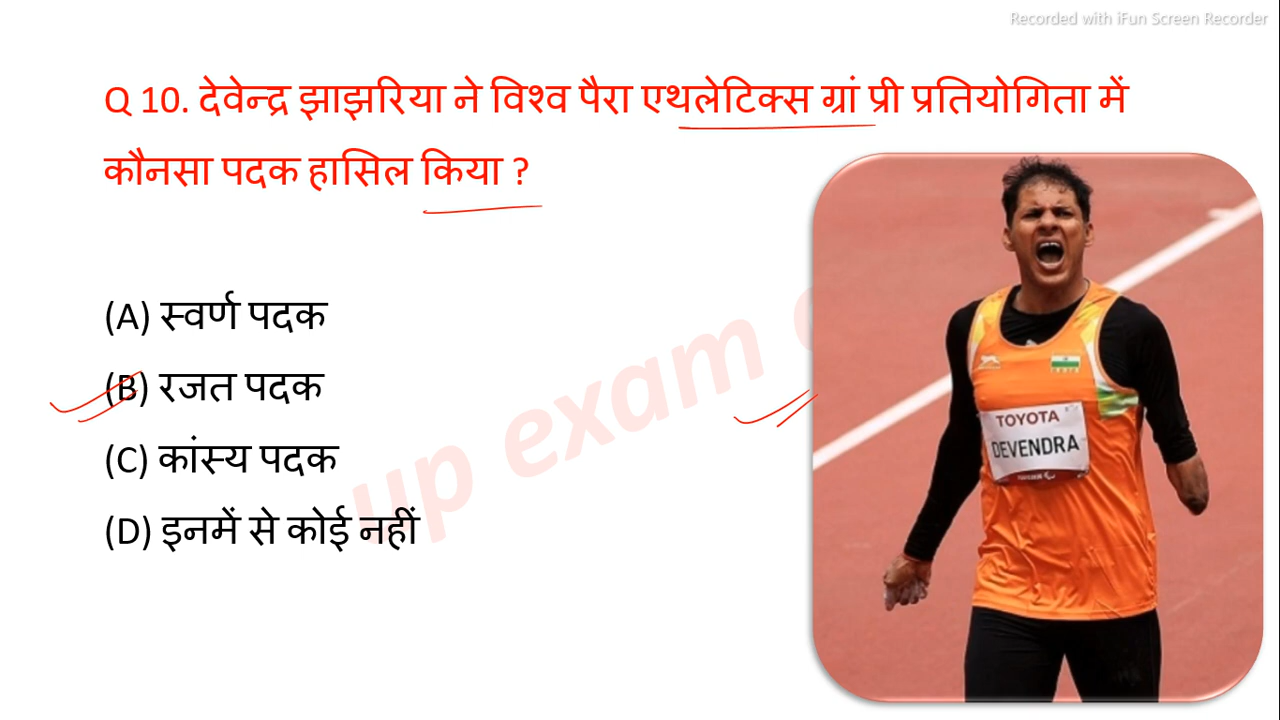 Recorded with iFun Screen Recorder
Q 10. देवेन्द्र झाझरिया ने विश्व पैरा एथलेटिक्स ग्रां प्री प्रतियोगिता में
कौनसा पदक हासिल किया ?
(A) स्वर्ण पदक
(B) रजत पदक
(C) कांस्य पदक
(D) इनमें से कोई नहीं
up exam
TOYOTA
DEVENDRA